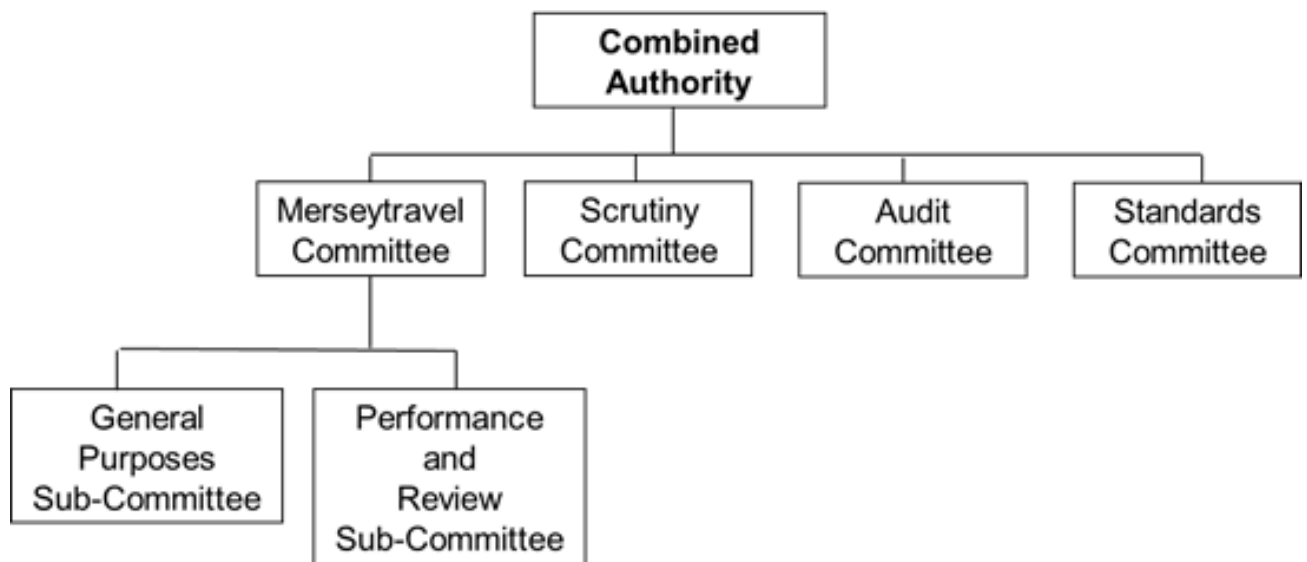 Combined
Authority
Merseytravel
Committee
Scrutiny
Committee
Audit
Committee
Standards
Committee
General
Purposes
Sub-Committee
Performance
and
Review
Sub-Committee